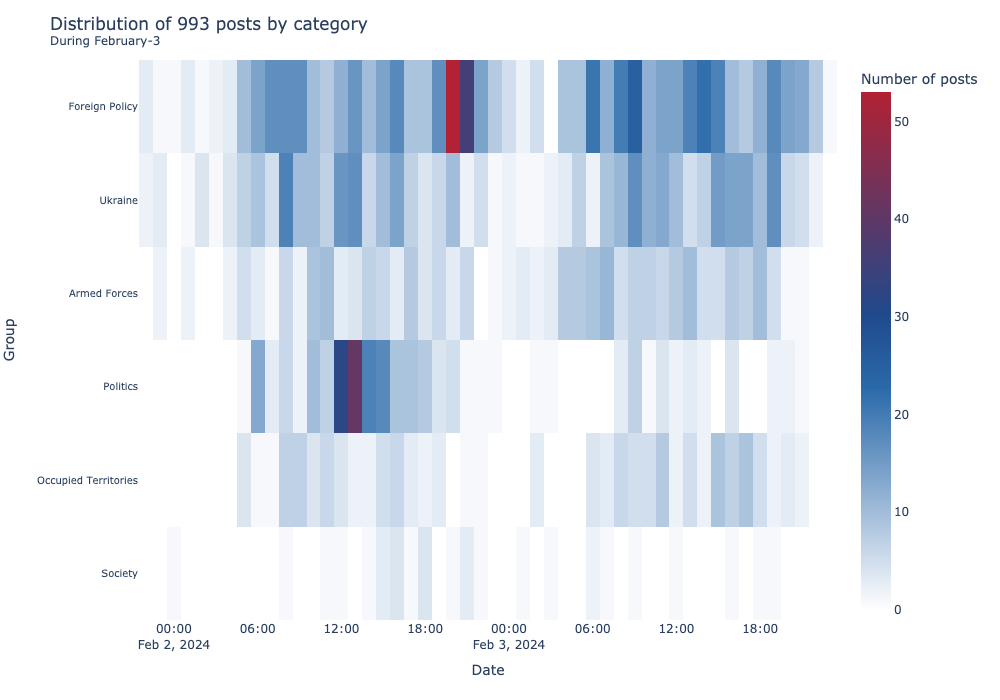 Distribution of 993 posts by category
During February-3
Number of posts
Foreign Policy
Ukraine
Armed Forces
Politics
Occupied Territories
Society
Group
50
40
30
20
10
0
00:00
Feb 2, 2024
06:00
12:00
18:00
00:00
Feb 3, 2024
06:00
12:00
18:00
Date